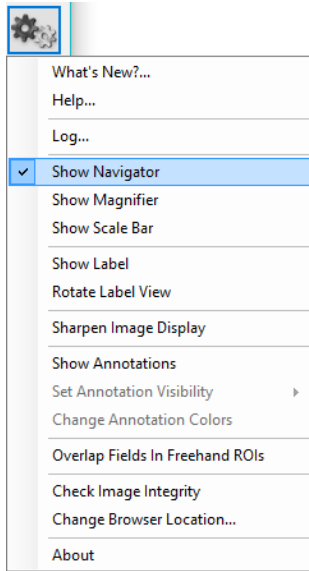 What's New?...
Help...
Log...
Show Navigator
Show Magnifier
Show Scale Bar
Show Label
Rotate Label View
Sharpen Image Display
Show Annotations
Set Annotation Visibility
Change Annotation Colors
Overlap Fields In Freehand ROIs
Check Image Integrity
Change Browser Location...
About